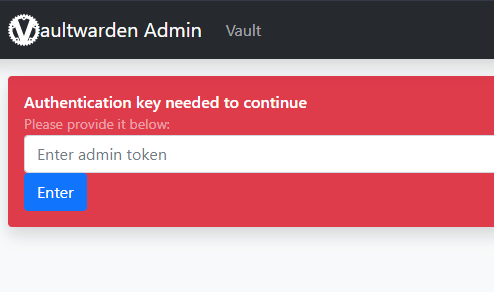 Vaultwarden Admin Vault
Authentication key needed to continue
Please provide it below:
Enter admin token
Enter